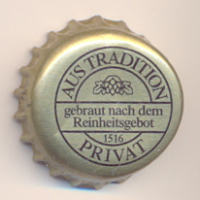 AUS TRADITION
gebraut nach dem
Reinheitsgebot
1516
PRIVAT